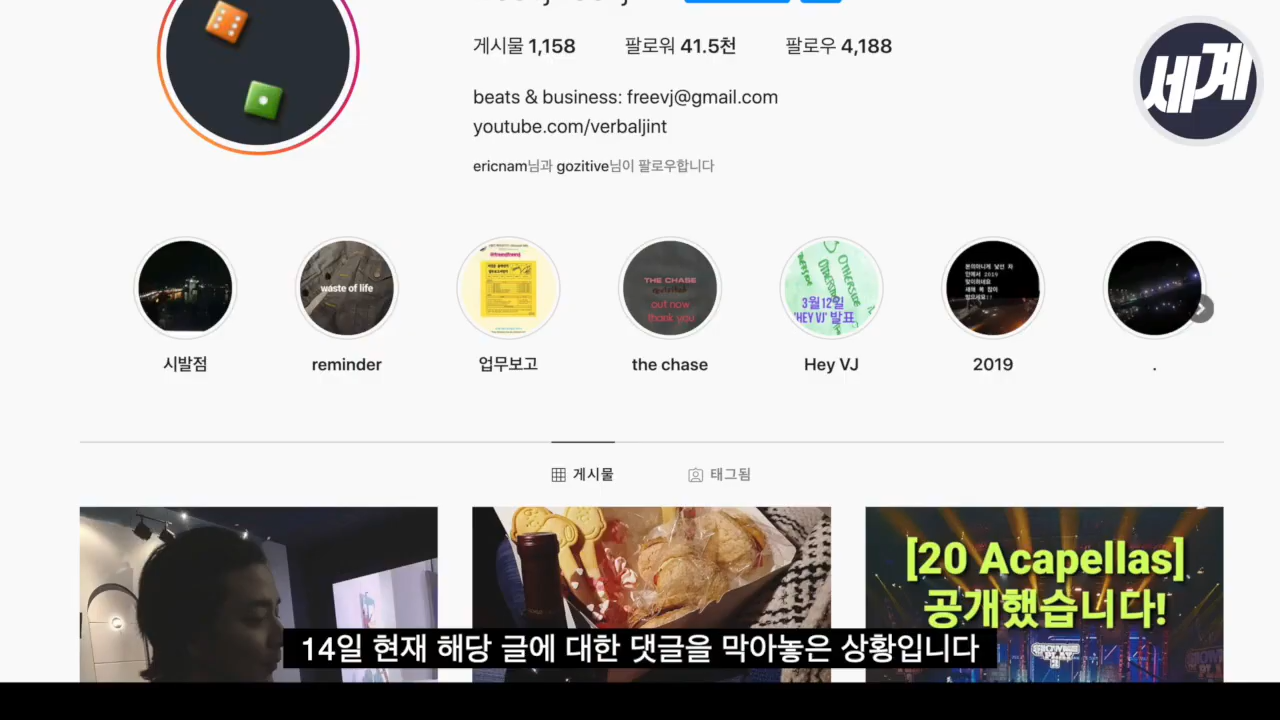 게시물 1,158 팔로워 41.5천 팔로우 4,188
세계
beats & business: freevj@gmail.com
youtube.com/verbaljint
ericnam님과 gozitive님이 팔로우합니다
waste of life
THE CHASE
out now
thank you
3월12일
'HEY VJ' 발표
시발점 reminder 업무보고 the chase Hey VJ 2019 .
게시물 태그됨
[20 Acapellas]
공개했습니다!
14일 현재 해당 글에 대한 댓글을 막아놓은 상황입니다